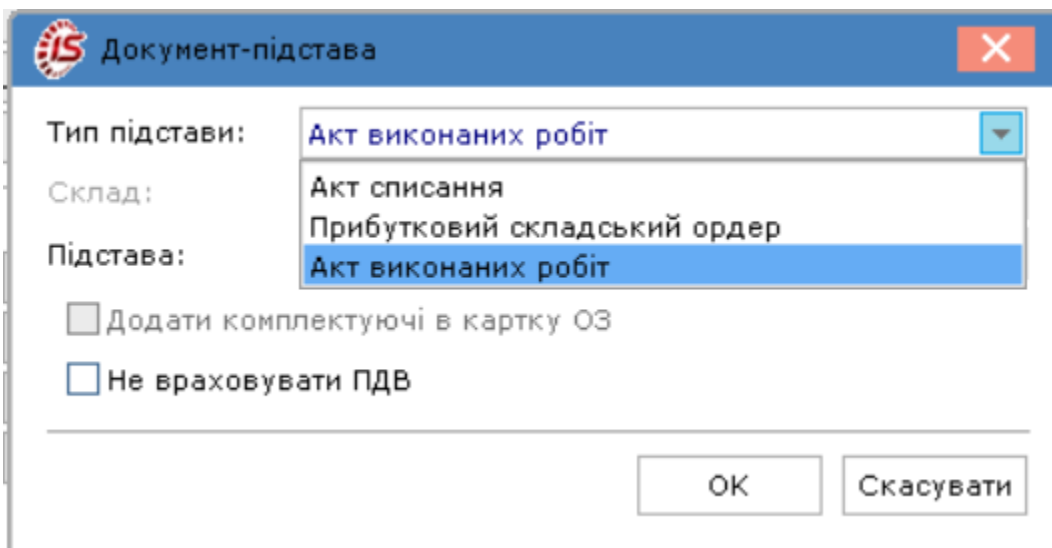 IS Документ-підстава
Тип підстави: Акт виконаних робіт
Склад: Акт списання
Прибутковий складський ордер
Підстава: Акт виконаних робіт
Додати комплектуючі в картку ОЗ
Не враховувати ПДВ
OK Скасувати